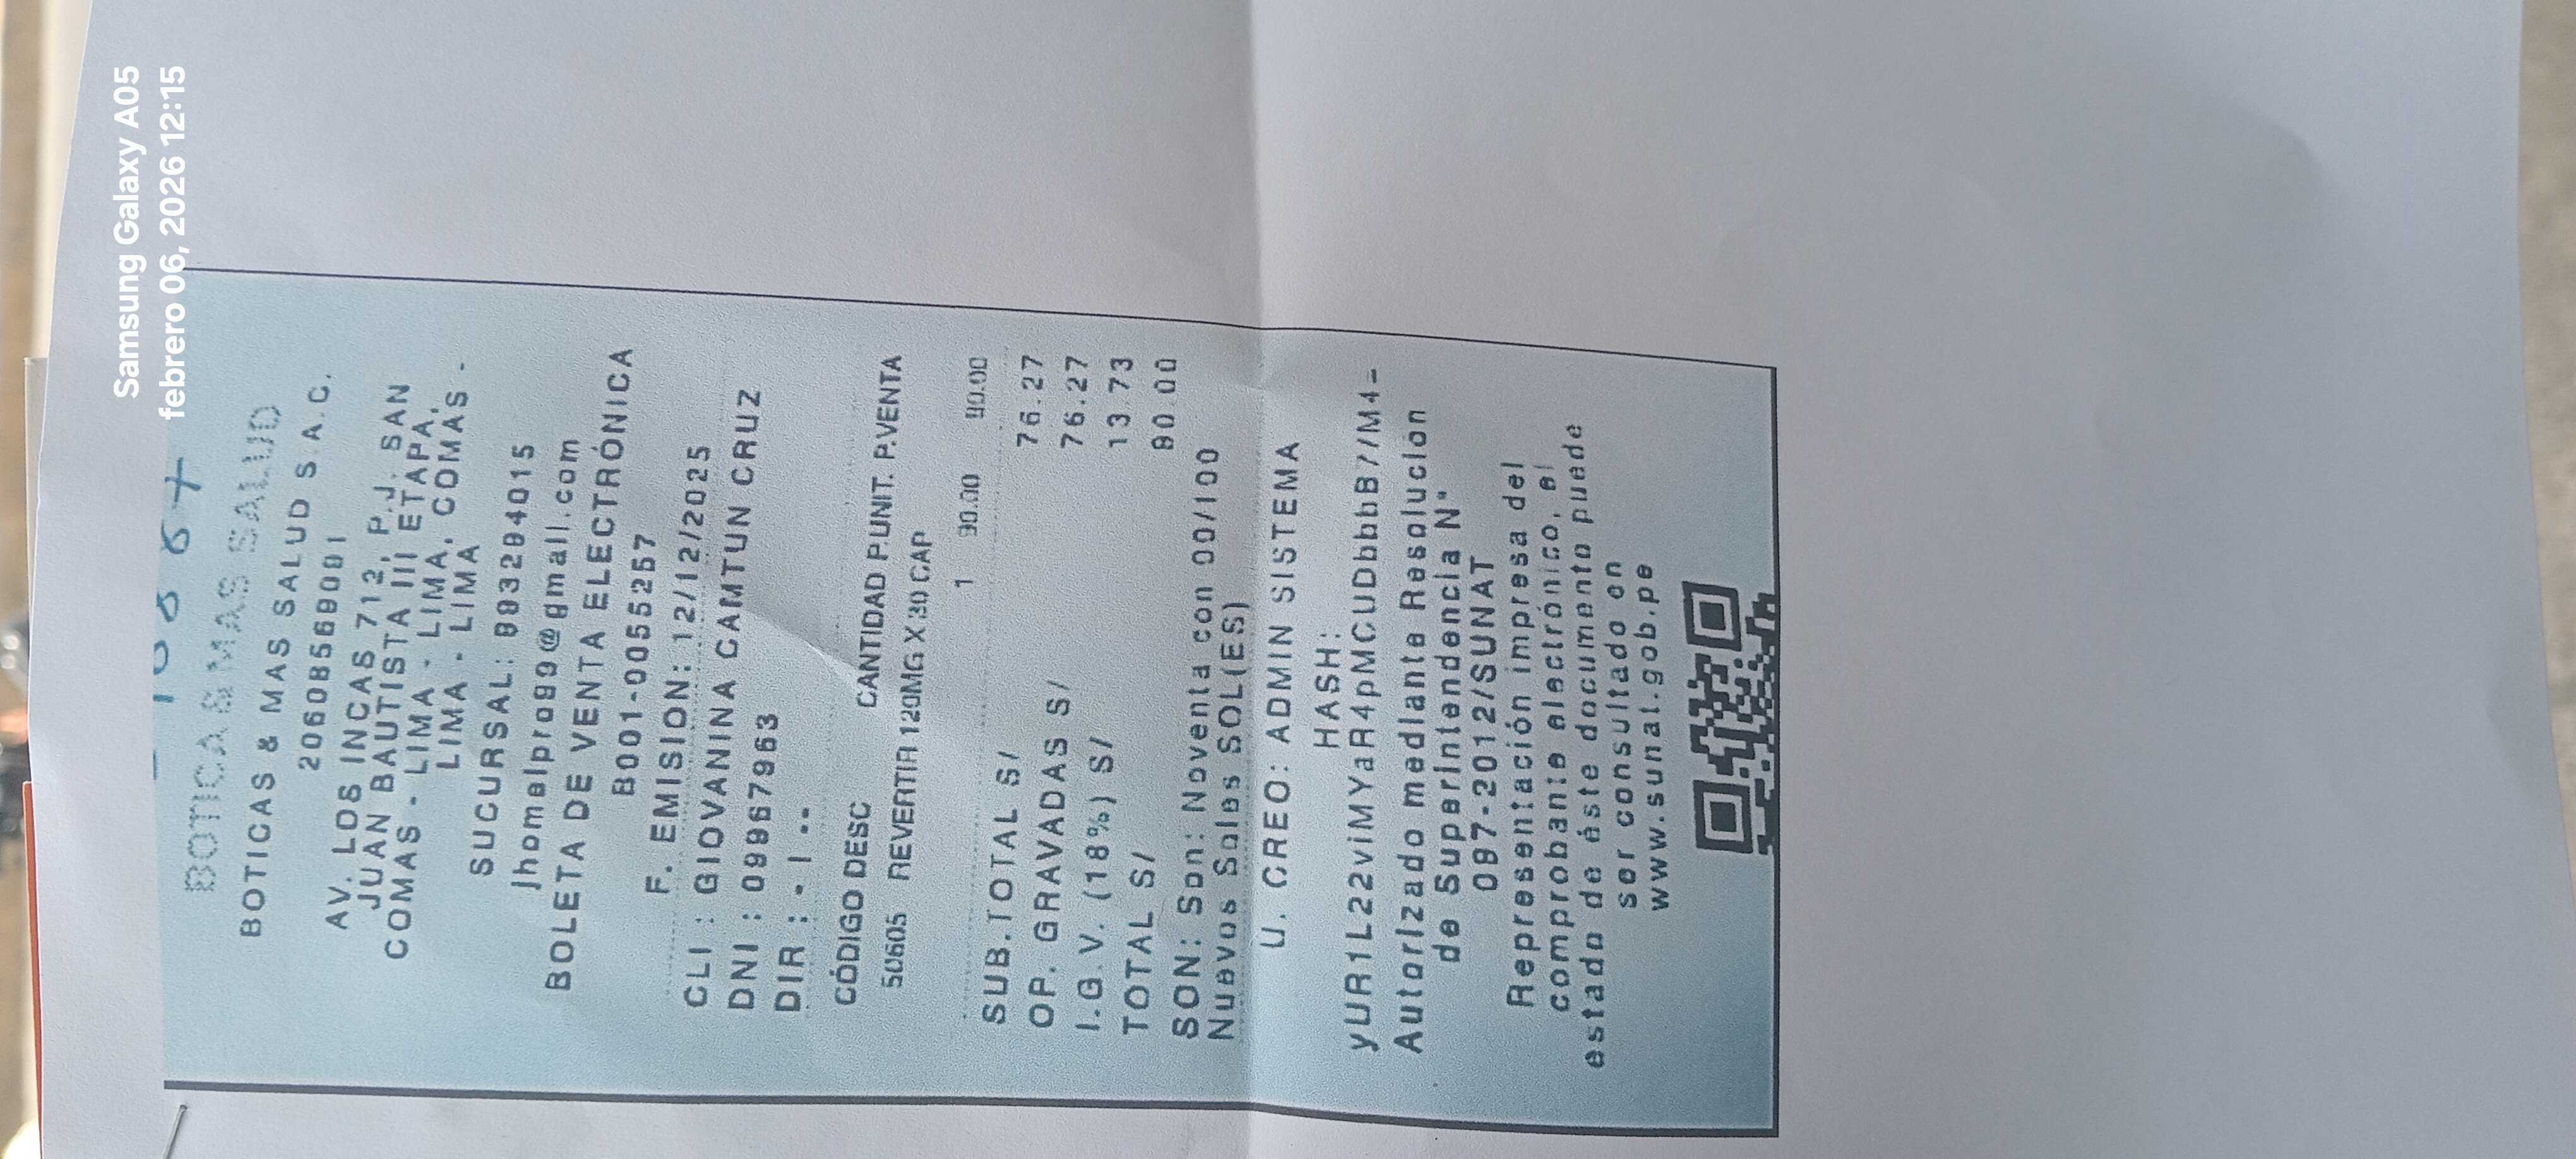 Samsung Galaxy A05
febrero 06, 2026 12:15
BOTICA & MAS SALUD
BOTICAS & MAS SALUD S.A.C.
20608569091
AV. LOS INCAS 712, P.J. SAN
JUAN BAUTISTA III ETAPA,
COMAS - LIMA - LIMA, COMAS -
LIMA - LIMA
SUCURSAL: 993294015
jhomelpro99@gmail.com
BOLETA DE VENTA ELECTRÓNICA
B001-0055257
F. EMISION: 12/12/2025
CLI : GIOVANINA CAMTUN CRUZ
DNI : 09967963
DIR : - | --
CÓDIGO DESC CANTIDAD P.UNIT. P.VENTA
50605 REVERTIR 120MG X 30 CAP
1 90.00 90.00
SUB.TOTAL S/ 76.27
OP. GRAVADAS S/ 76.27
I.G.V. (18%) S/ 13.73
TOTAL S/ 90.00
SON: Son: Noventa con 00/100
Nuevos Soles SOL(ES)
U. CREO: ADMIN SISTEMA
HASH:
Autorizado mediante Resolución
de Superintendencia N°
097-2012/SUNAT
Representación impresa del
comprobante electrónico, el
estado de éste documento puede
ser consultado en
www.sunat.gob.pe